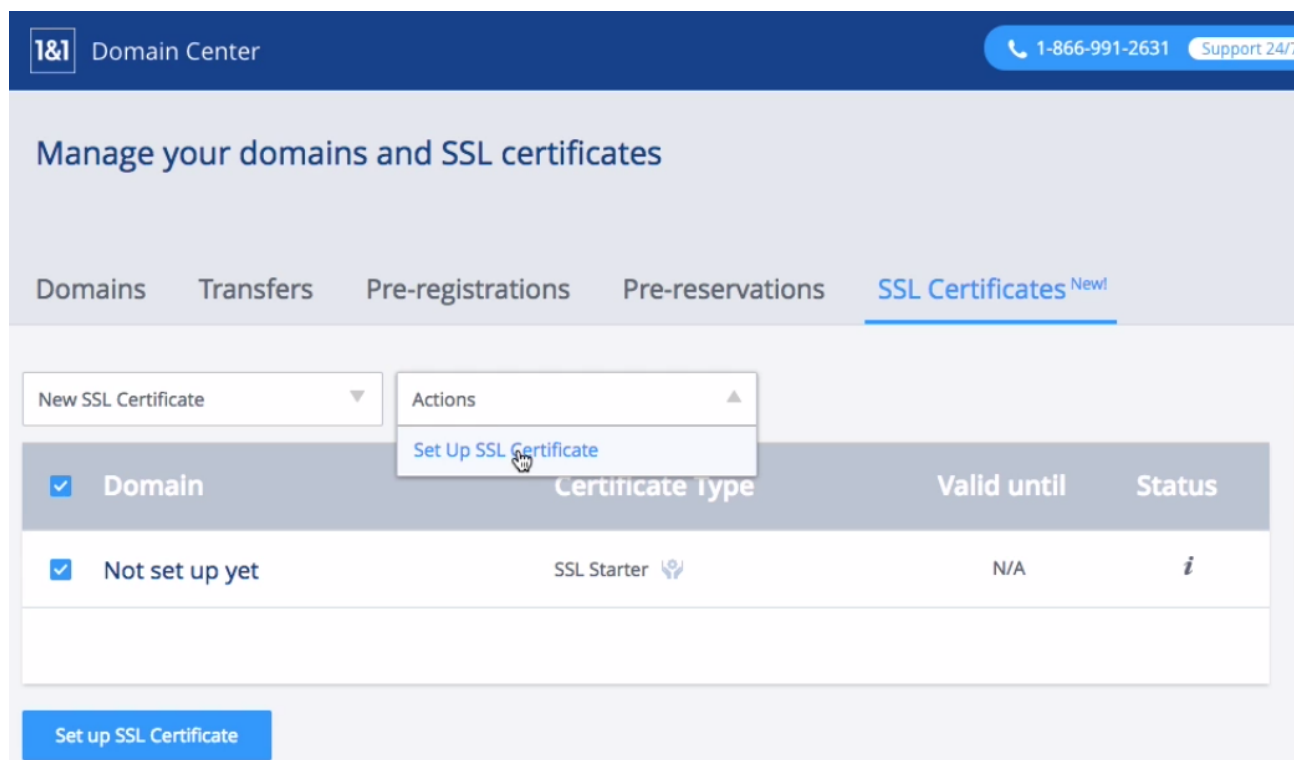 1&1 Domain Center
1-866-991-2631 Support 24/7
Manage your domains and SSL certificates
Domains Transfers Pre-registrations Pre-reservations SSL Certificates New!
New SSL Certificate Actions
Set Up SSL Certificate
Domain Certificate Type Valid until Status
Not set up yet SSL Starter N/A i
Set up SSL Certificate